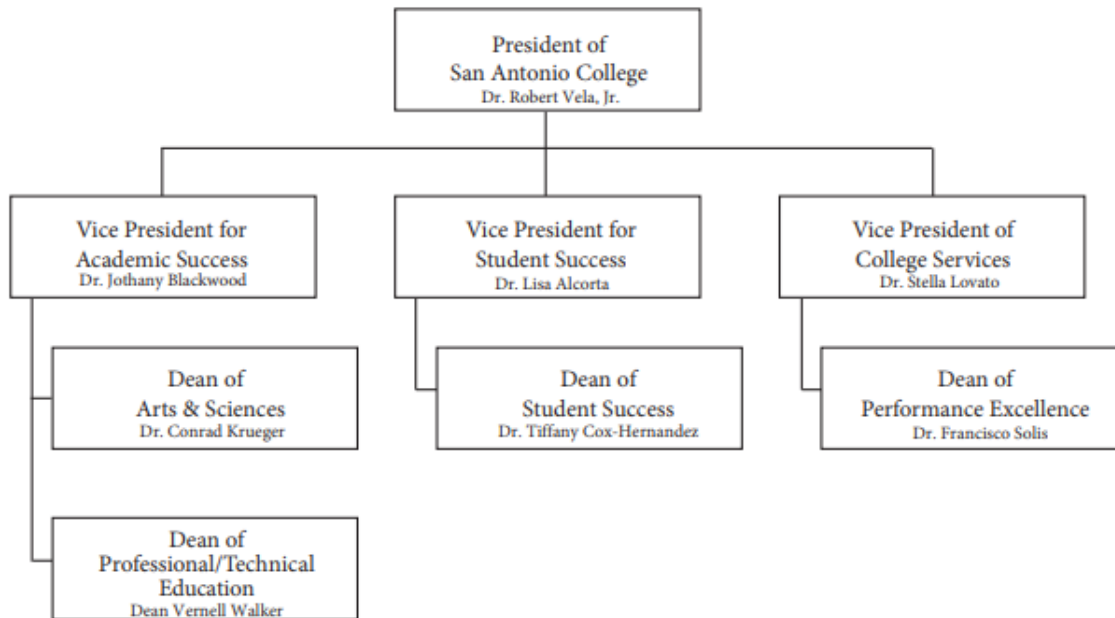 President of
San Antonio College
Dr. Robert Vela, Jr.
Vice President for
Academic Success
Dr. Jothany Blackwood
Vice President for
Student Success
Dr. Lisa Alcorta
Vice President of
College Services
Dr. Stella Lovato
Dean of
Arts & Sciences
Dr. Conrad Krueger
Dean of
Student Success
Dr. Tiffany Cox-Hernandez
Dean of
Performance Excellence
Dr. Francisco Solis
Dean of
Professional/Technical
Education
Dean Vernell Walker